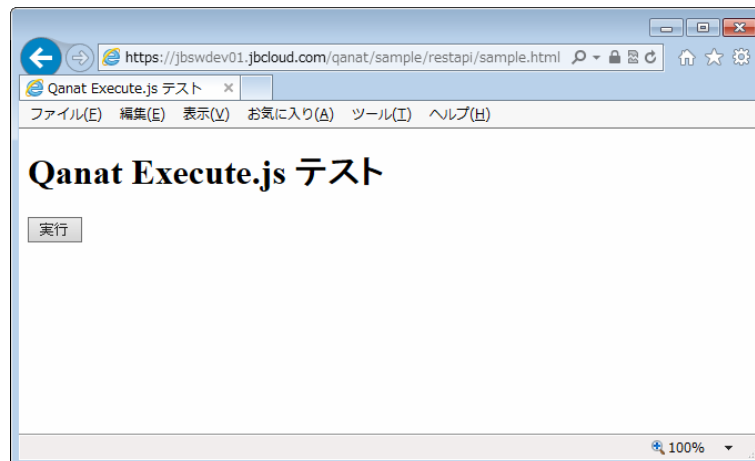 https://jbswdev01.jbcloud.com/qanat/sample/restapi/sample.html
Qanat Execute.js テスト
ファイル(F) 編集(E) 表示(V) お気に入り(A) ツール(T) ヘルプ(H)
Qanat Execute.js テスト
実行
100%